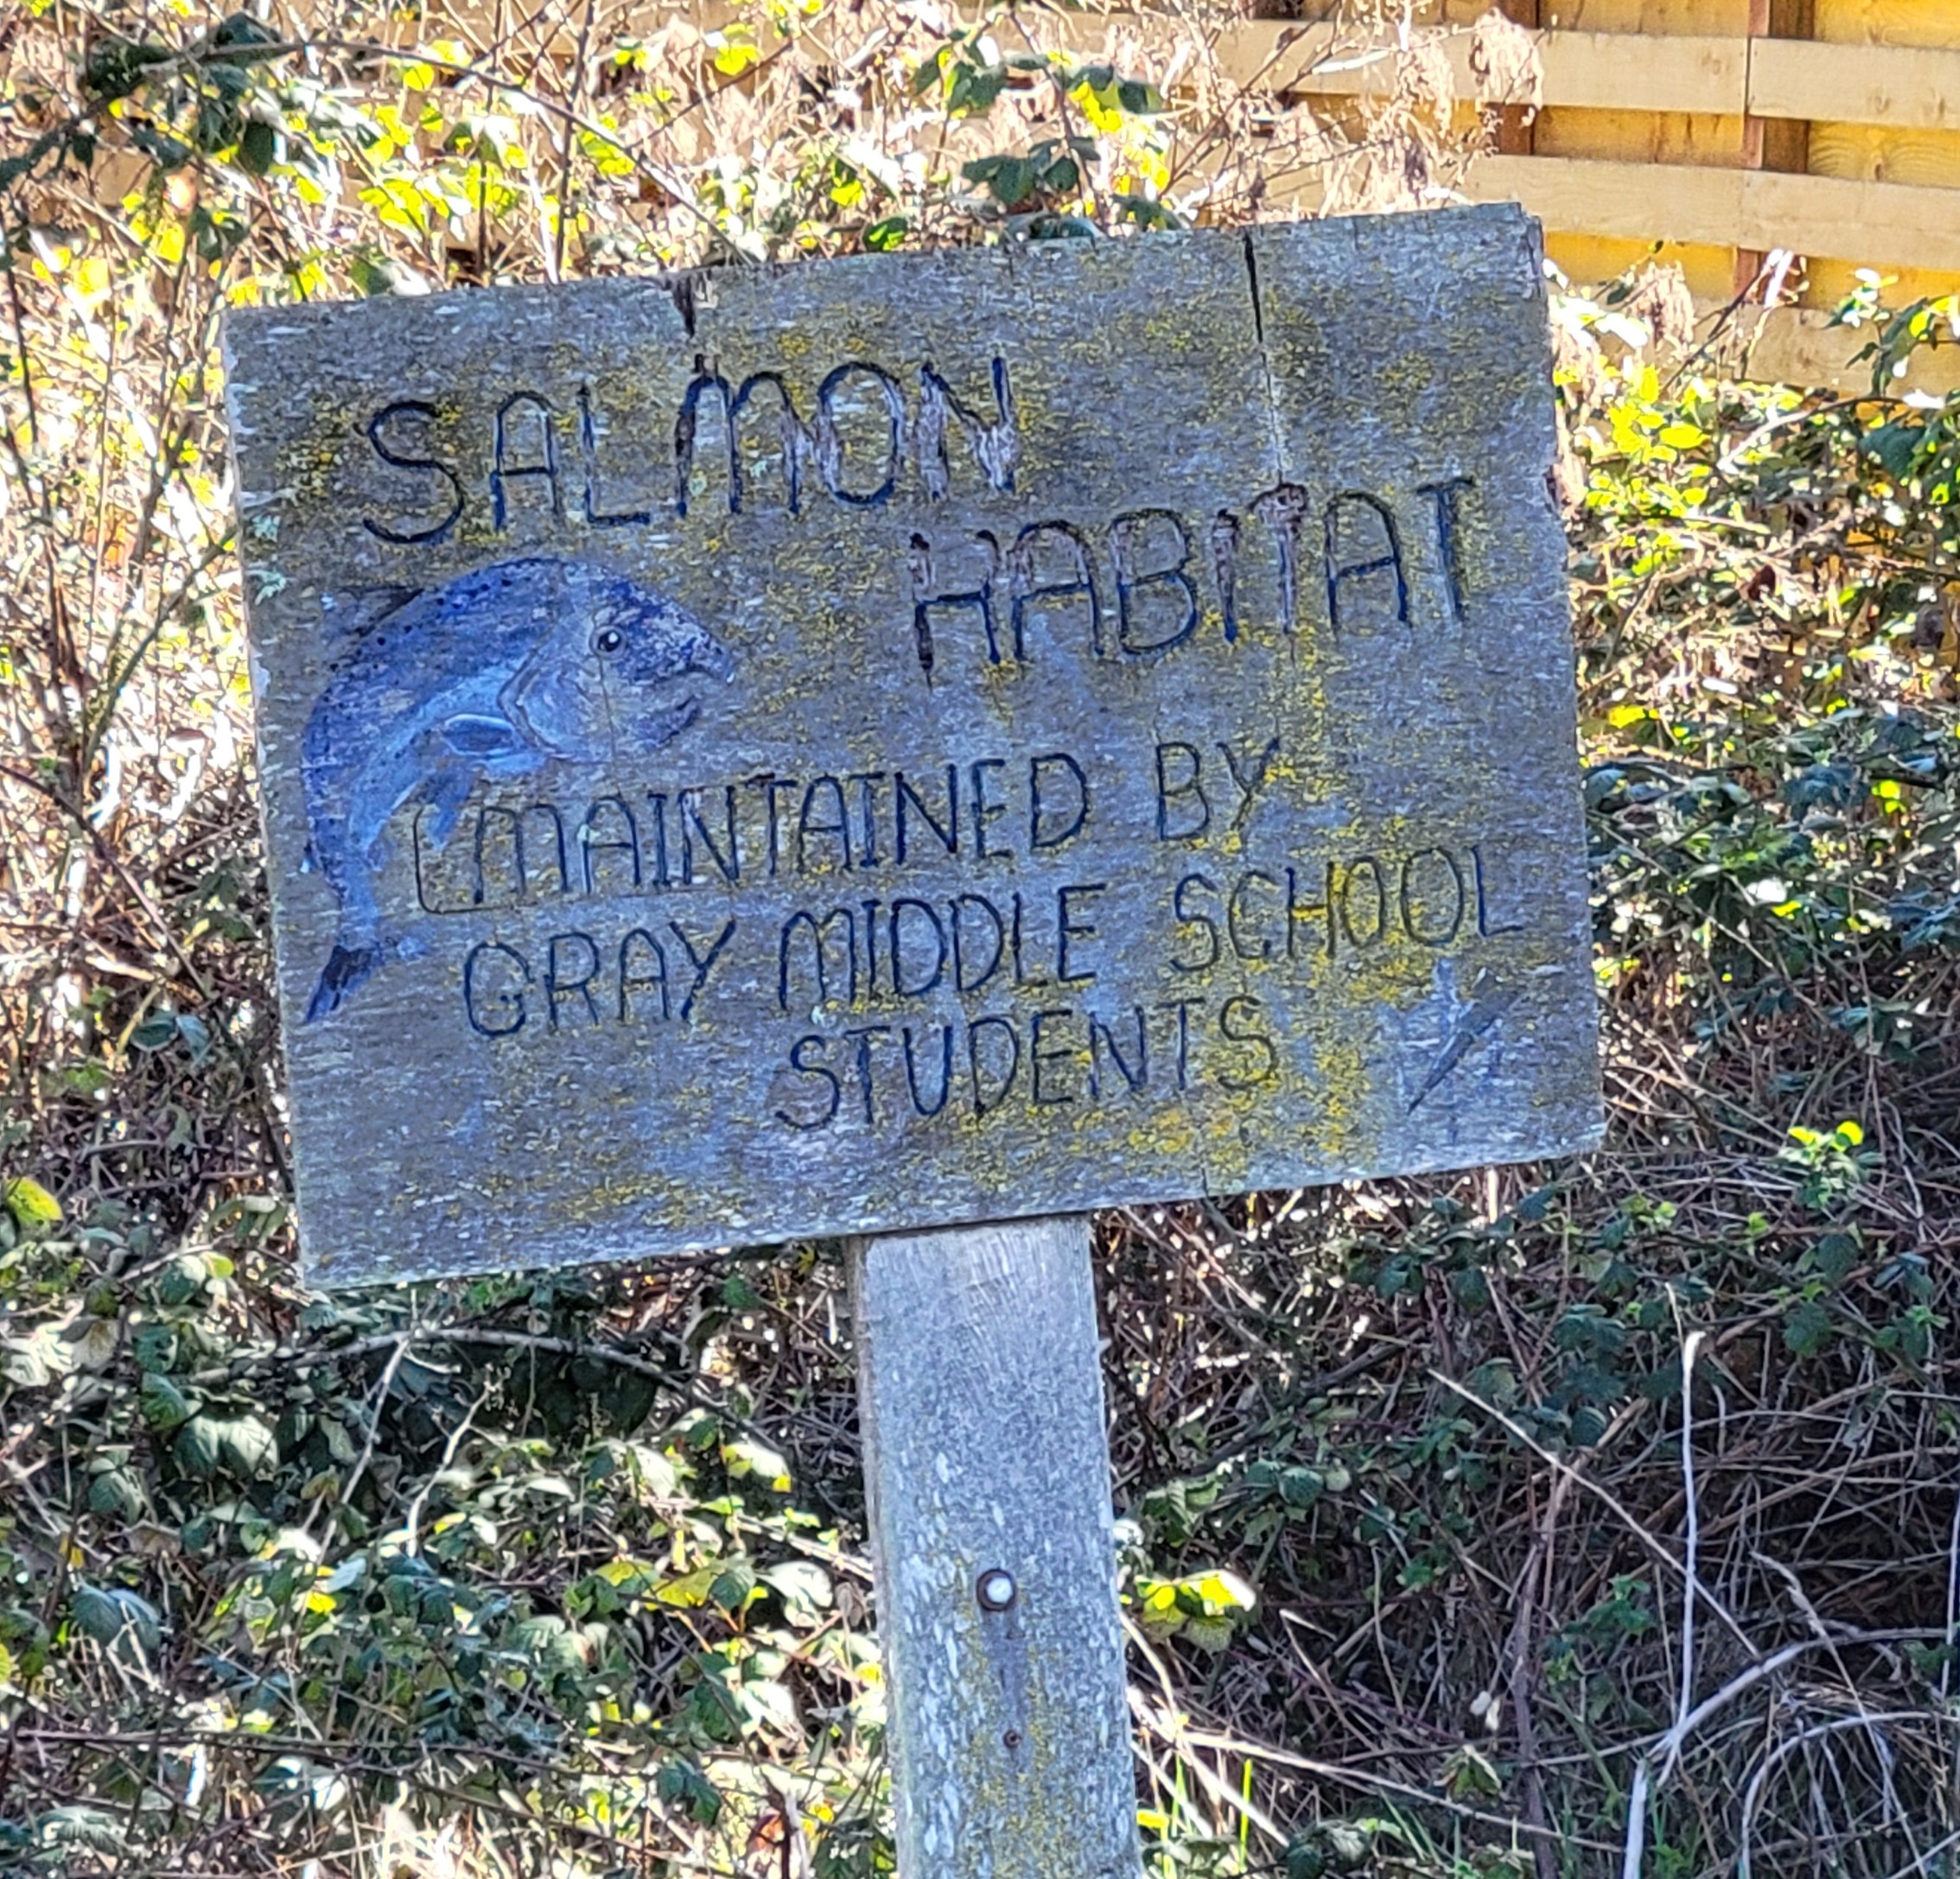 SALMON
HABITAT
MAINTAINED BY
GRAY MIDDLE SCHOOL
STUDENTS